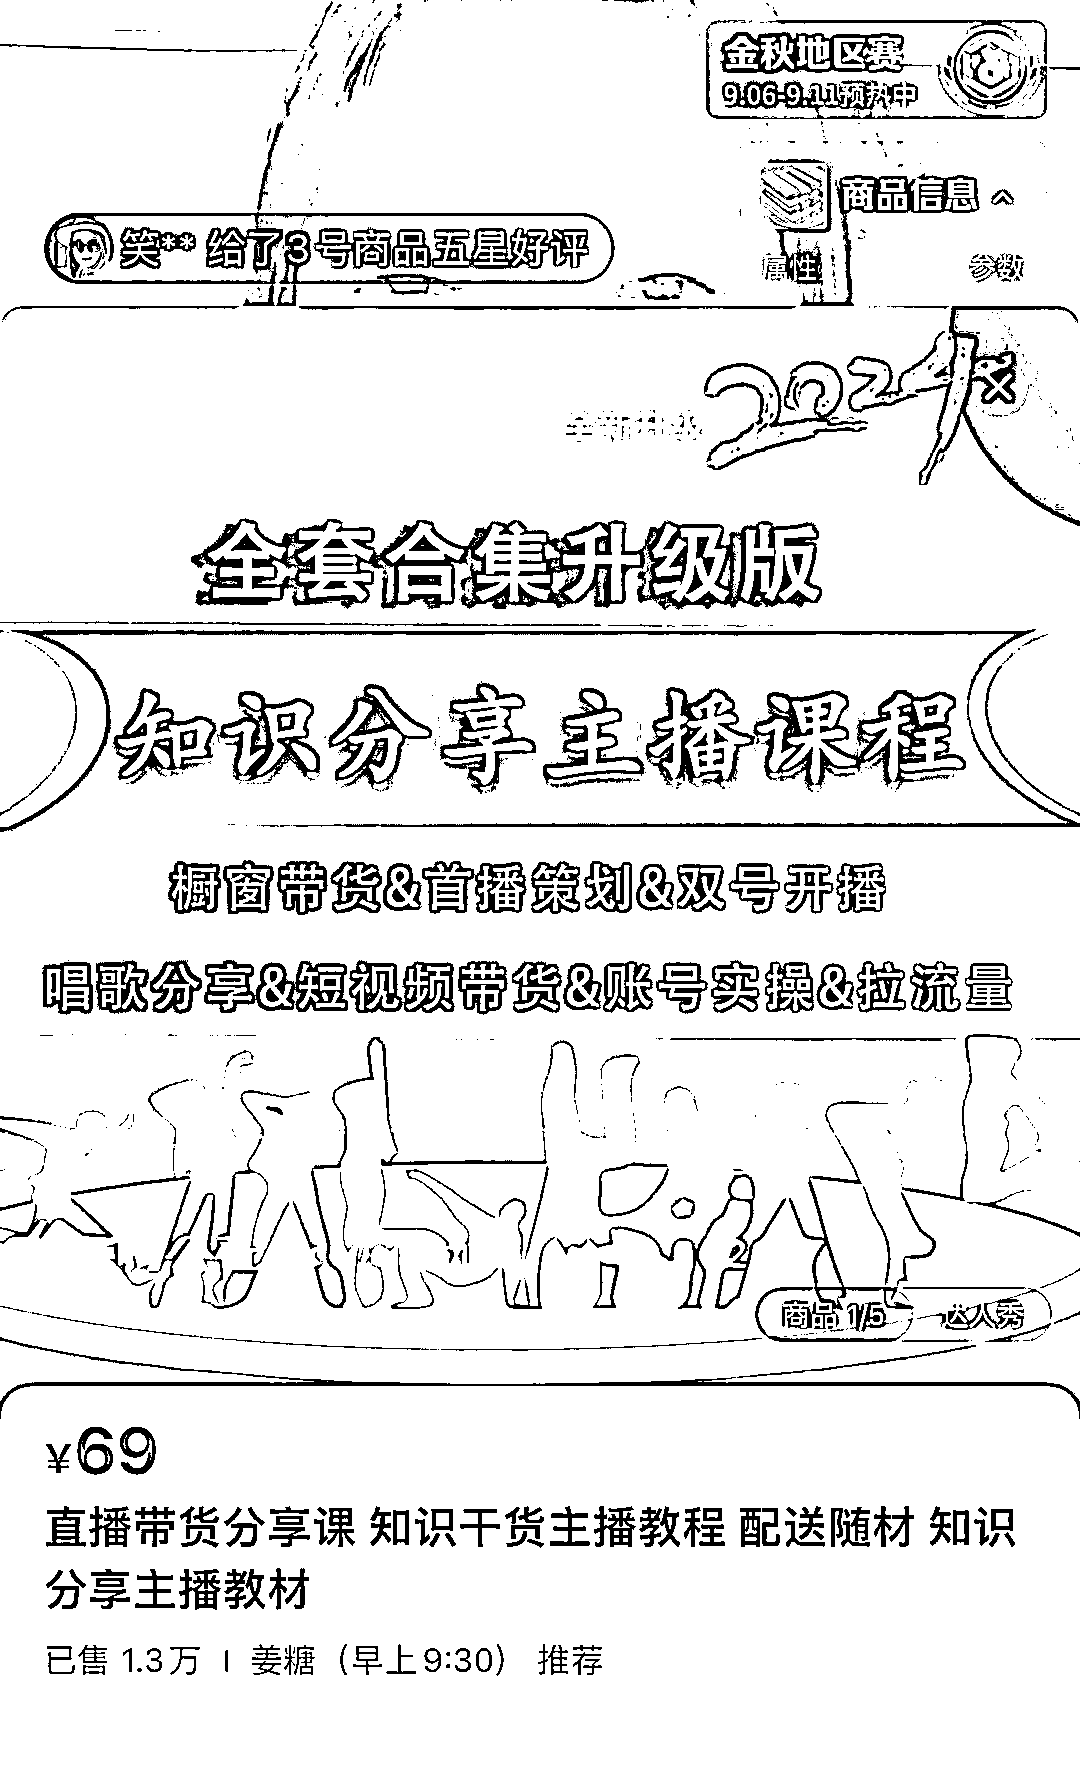 金秋地区赛
9.06-9.11预热中
商品信息
笑** 给了3号商品五星好评
属性 参数
2024
全新升级
全套合集升级版
知识分享主播课程
橱窗带货&首播策划&双号开播
唱歌分享&短视频带货&账号实操&拉流量
商品 1/5 达人秀
¥69
直播带货分享课 知识干货主播教程 配送随材 知识
分享主播教材
已售 1.3万 | 姜糖（早上9:30） 推荐